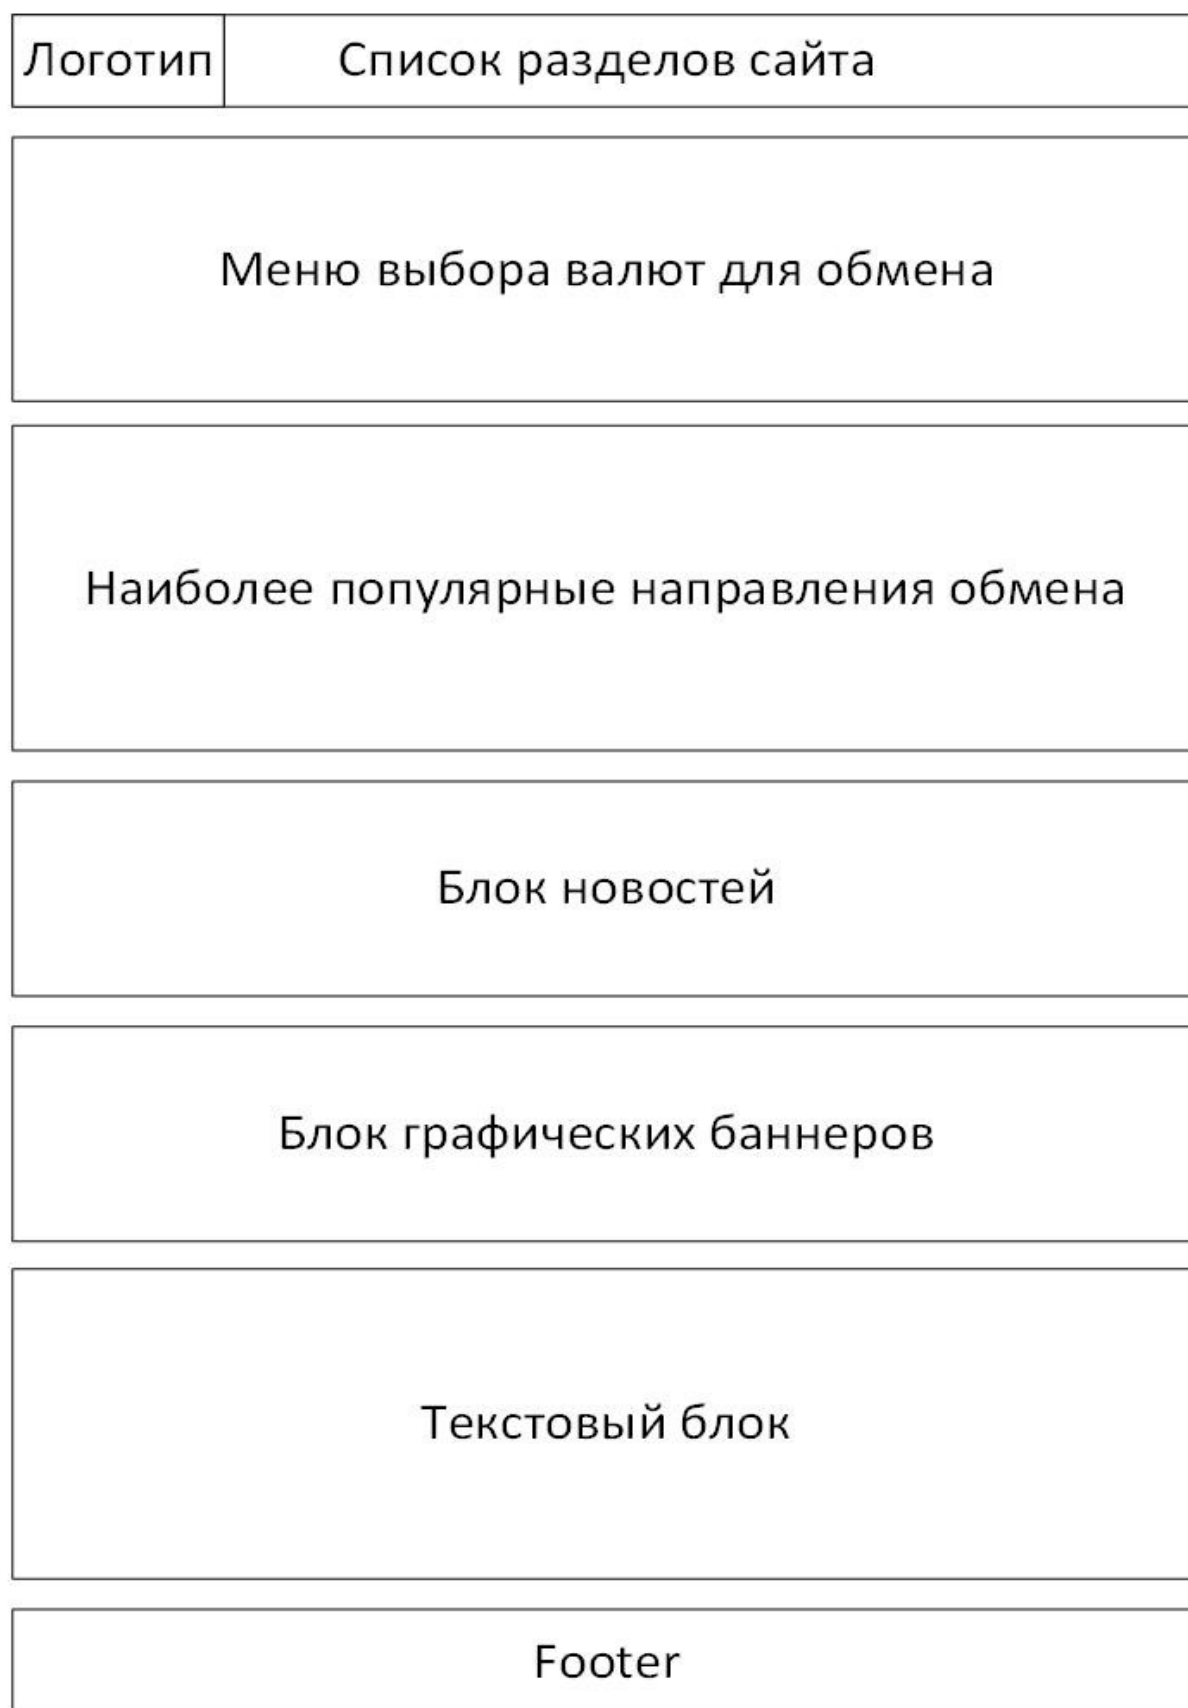 Логотип
Список разделов сайта
Меню выбора валют для обмена
Наиболее популярные направления обмена
Блок новостей
Блок графических баннеров
Текстовый блок
Footer